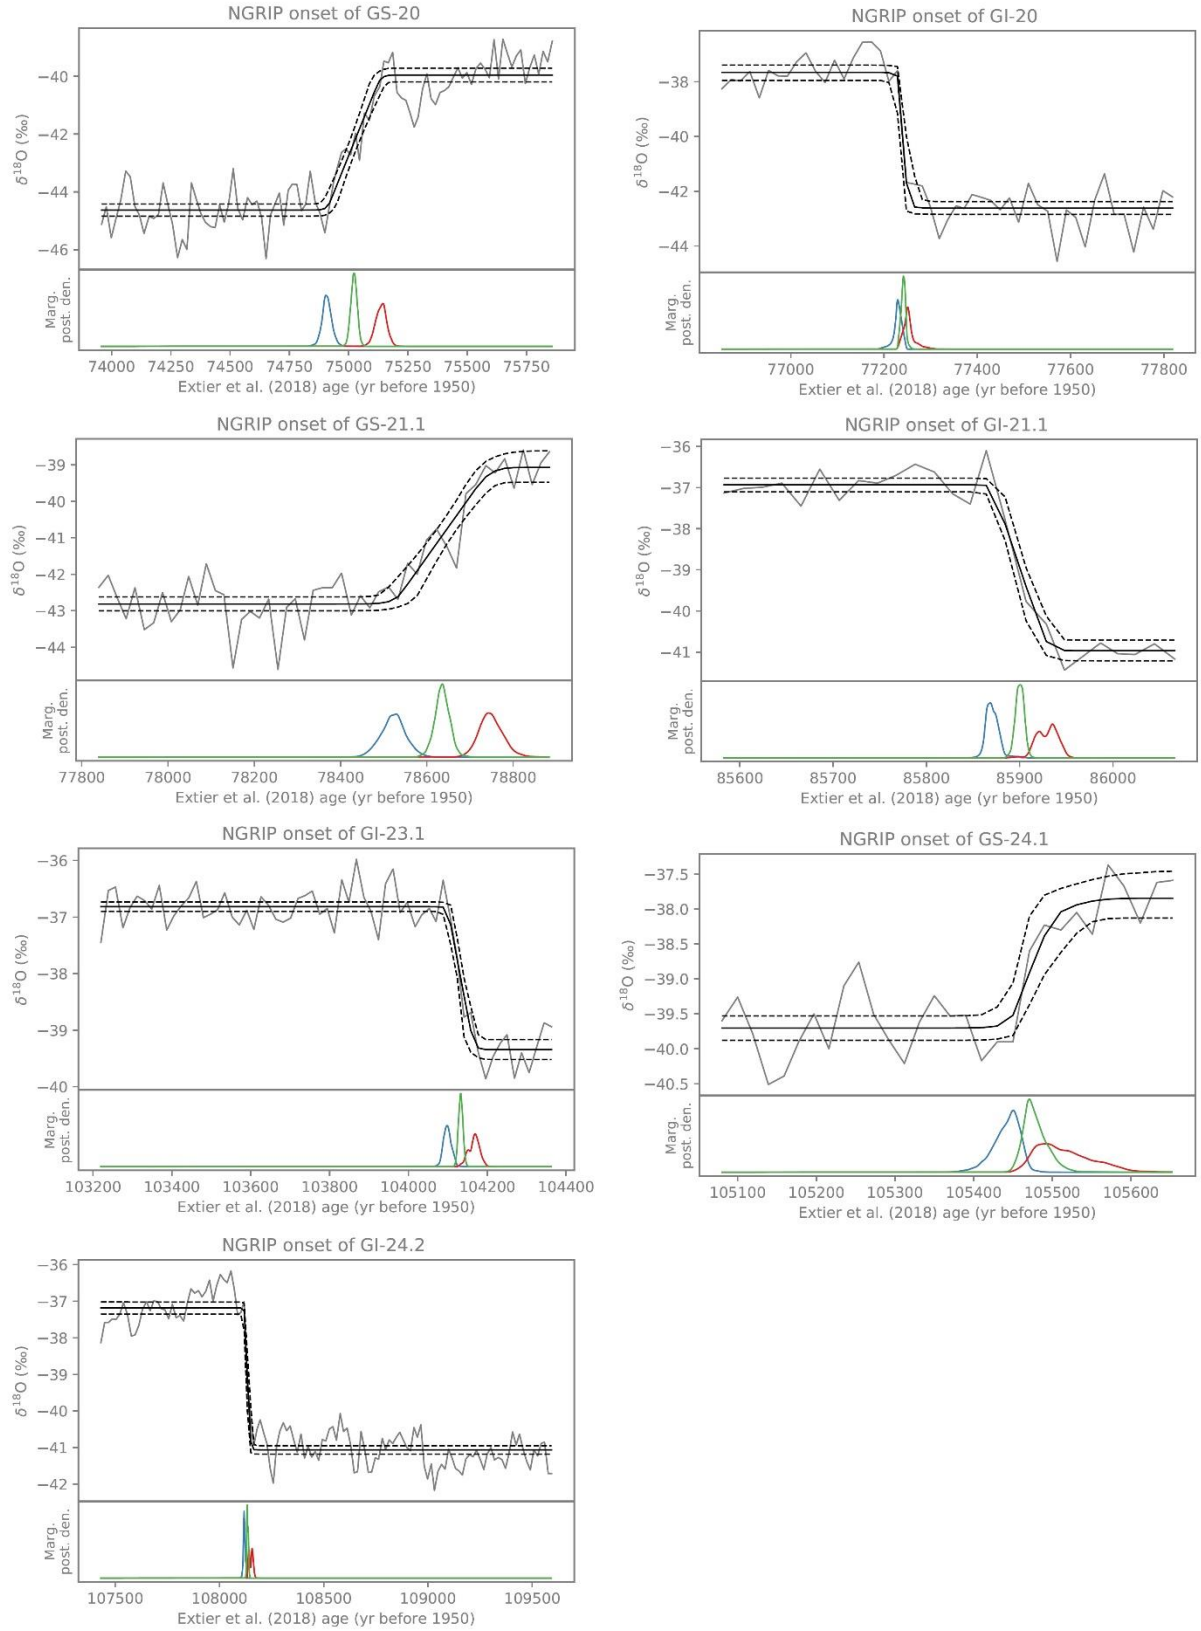 NGRIP onset of GS-20
δ¹⁸O (‰)
−40
−42
−44
−46
Marg.
post. den.
74000 74250 74500 74750 75000 75250 75500 75750
Extier et al. (2018) age (yr before 1950)
NGRIP onset of GI-20
δ¹⁸O (‰)
−38
−40
−42
−44
Marg.
post. den.
77000 77200 77400 77600 77800
Extier et al. (2018) age (yr before 1950)
NGRIP onset of GS-21.1
δ¹⁸O (‰)
−39
−40
−41
−42
−43
−44
Marg.
post. den.
77800 78000 78200 78400 78600 78800
Extier et al. (2018) age (yr before 1950)
NGRIP onset of GI-21.1
δ¹⁸O (‰)
−36
−37
−38
−39
−40
−41
Marg.
post. den.
85600 85700 85800 85900 86000
Extier et al. (2018) age (yr before 1950)
NGRIP onset of GI-23.1
δ¹⁸O (‰)
−36
−37
−38
−39
−40
Marg.
post. den.
103200 103400 103600 103800 104000 104200 104400
Extier et al. (2018) age (yr before 1950)
NGRIP onset of GS-24.1
δ¹⁸O (‰)
−37.5
−38.0
−38.5
−39.0
−39.5
−40.0
−40.5
Marg.
post. den.
105100 105200 105300 105400 105500 105600
Extier et al. (2018) age (yr before 1950)
NGRIP onset of GI-24.2
δ¹⁸O (‰)
−36
−37
−38
−39
−40
−41
−42
Marg.
post. den.
107500 108000 108500 109000 109500
Extier et al. (2018) age (yr before 1950)